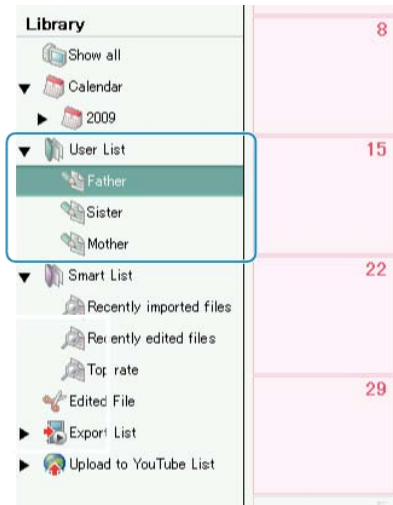 Library
Show all
Calendar
2009
User List
Father
Sister
Mother
Smart List
Recently imported files
Recently edited files
Top rate
Edited File
Export List
Upload to YouTube List
8
15
22
29